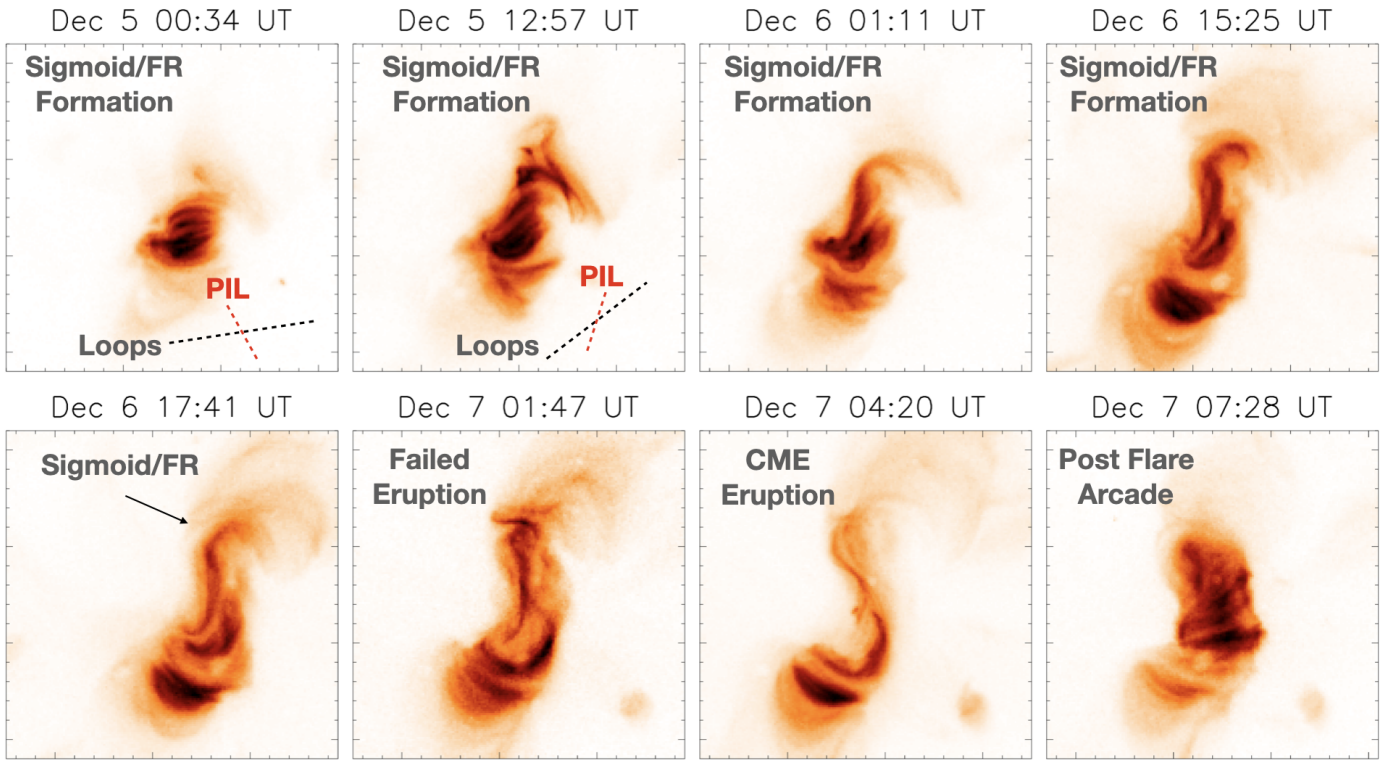 Dec 5 00:34 UT
Dec 5 12:57 UT
Dec 6 01:11 UT
Dec 6 15:25 UT
Sigmoid/FR
Formation
PIL
Loops
Sigmoid/FR
Formation
PIL
Loops
Sigmoid/FR
Formation
Sigmoid/FR
Formation
Dec 6 17:41 UT
Dec 7 01:47 UT
Dec 7 04:20 UT
Dec 7 07:28 UT
Sigmoid/FR
Failed
Eruption
CME
Eruption
Post Flare
Arcade